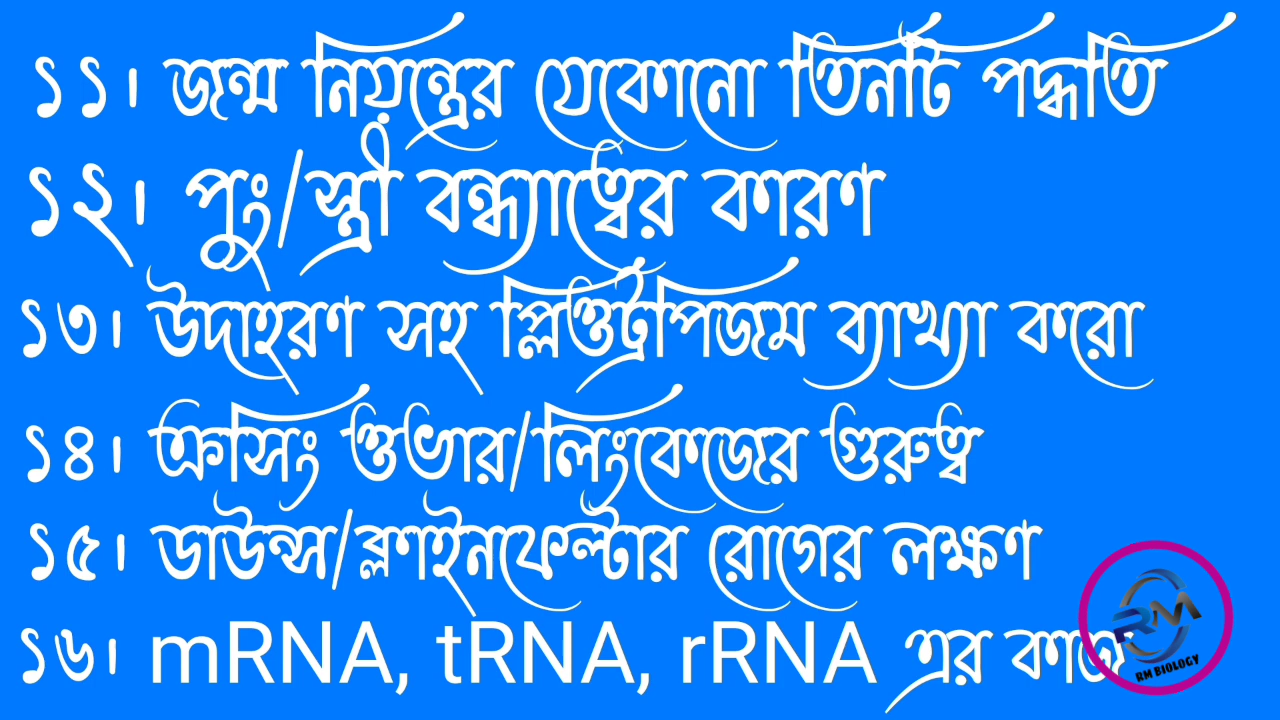 ১১। জন্ম নিয়ন্ত্রের যেকোনো তিনটি পদ্ধতি
১২। পুং/স্ত্রী বন্ধ্যাত্বের কারণ
১৩। উদাহরণ সহ প্লিওট্রপিজম ব্যাখ্যা করো
১৪। ক্রসিং ওভার/লিংকেজের গুরুত্ব
১৫। ডাউন্স/ক্লাইনফেল্টার রোগের লক্ষণ
১৬। mRNA, tRNA, rRNA এর কাজ
RM
RM BIOLOGY